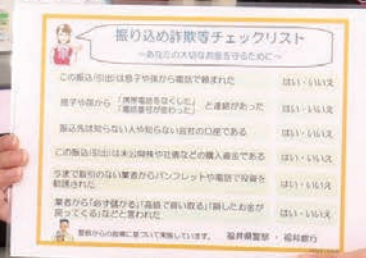 振り込め詐欺等チェックリスト
～あなたの大切なお金を守るために～
この振込/引出は息子や孫から電話で頼まれた はい・いいえ
息子や孫から 「携帯電話をなくした」「電話番号が変わった」 と連絡があった はい・いいえ
振込先は知らない人や知らない会社の口座である はい・いいえ
この振込/引出は未公開株や社債などの購入資金である はい・いいえ
今まで取引のない業者からパンフレットや電話で投資を
勧誘された はい・いいえ
業者から「必ず儲かる」「高値で買い取る」「損したお金が
戻ってくる」などと言われた はい・いいえ
警察からの指導に基づいて実施しています。 福井県警察・福井銀行